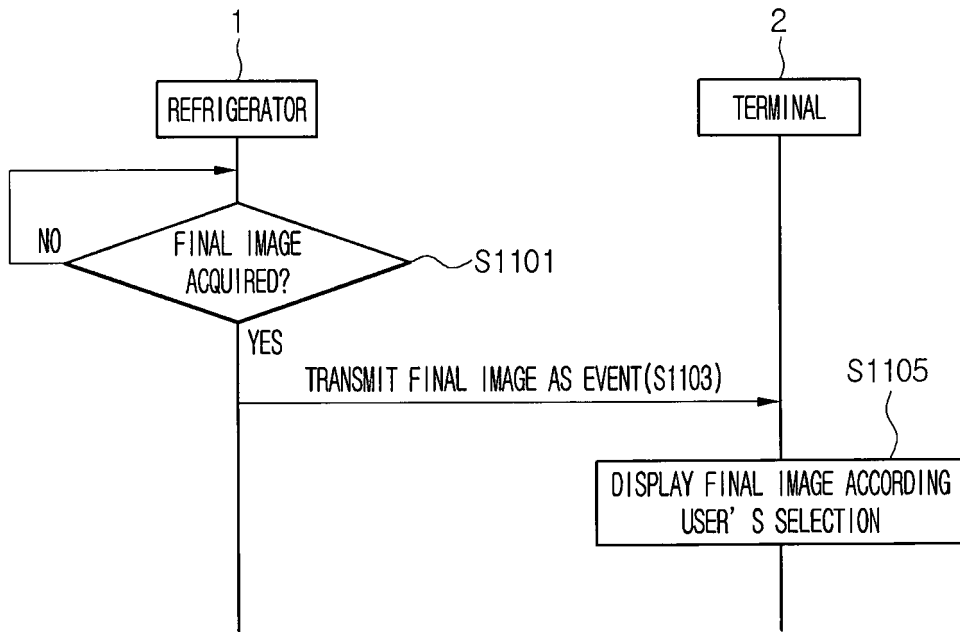 1
2
REFRIGERATOR
TERMINAL
NO
FINAL IMAGE
ACQUIRED?
S1101
YES
TRANSMIT FINAL IMAGE AS EVENT(S1103)
S1105
DISPLAY FINAL IMAGE ACCORDING
USER'S SELECTION